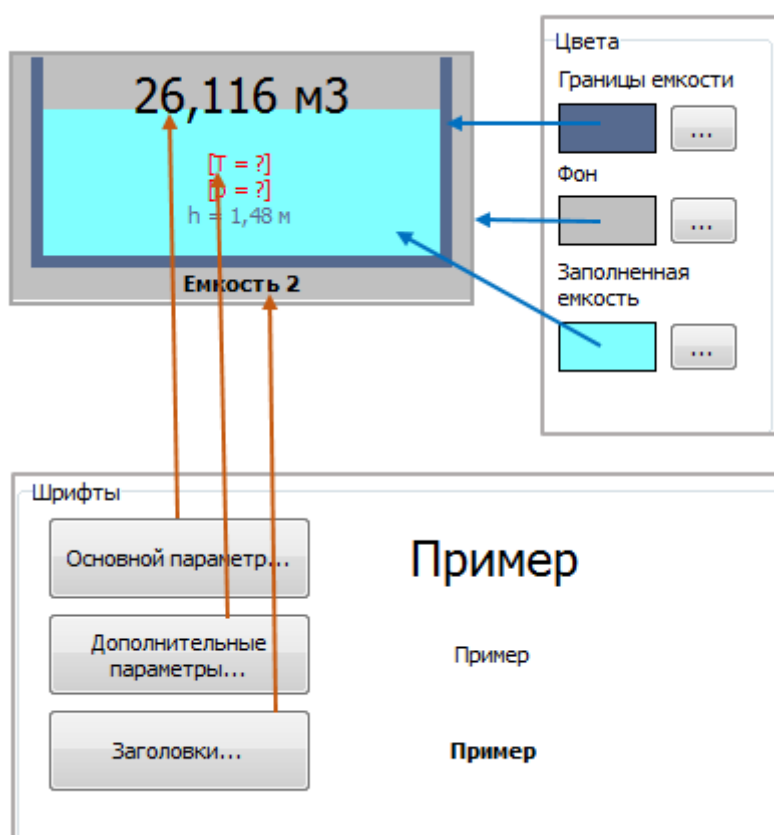 26,116 м3
[T = ?]
[D = ?]
h = 1,48 м
Емкость 2
Цвета
Границы емкости
...
Фон
...
Заполненная
емкость
...
Шрифты
Основной параметр...
Пример
Дополнительные
параметры...
Пример
Заголовки...
Пример